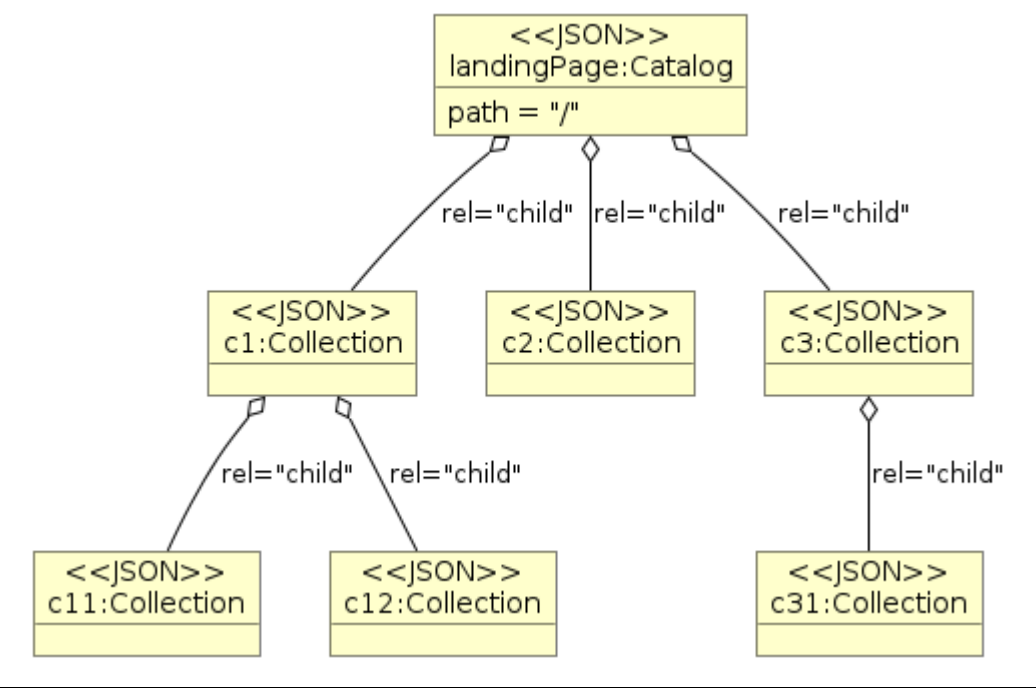 <<JSON>>
landingPage:Catalog
path = "/"
rel="child" rel="child" rel="child"
<<JSON>> <<JSON>> <<JSON>>
c1:Collection c2:Collection c3:Collection
rel="child" rel="child" rel="child"
<<JSON>> <<JSON>> <<JSON>>
c11:Collection c12:Collection c31:Collection